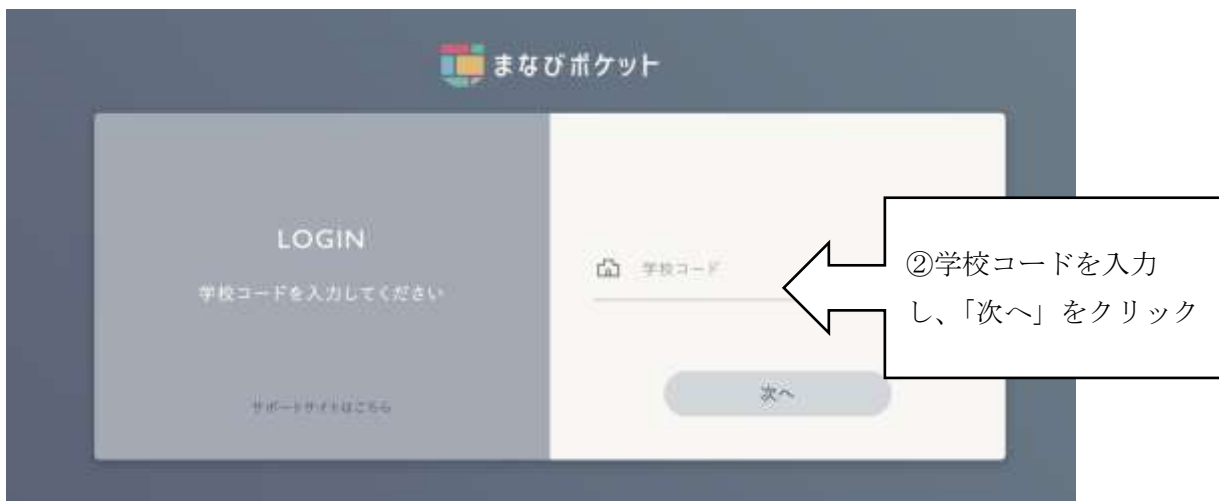 まなびポケット
LOGIN
学校コードを入力してください
サポートサイトはこちら
学校コード
次へ
②学校コードを入力
し、「次へ」をクリック